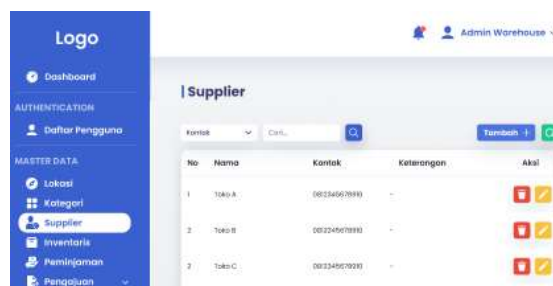 Logo
Admin Warehouse
Dashboard
Supplier
AUTHENTICATION
Daftar Pengguna
Kontak
Cari...
Tambah +
MASTER DATA
No Nama Kontak Keterangan Aksi
Lokasi
Kategori
1 Toko A -
Supplier
2 Toko B -
Inventaris
Peminjaman
Toko C -
Pengajuan